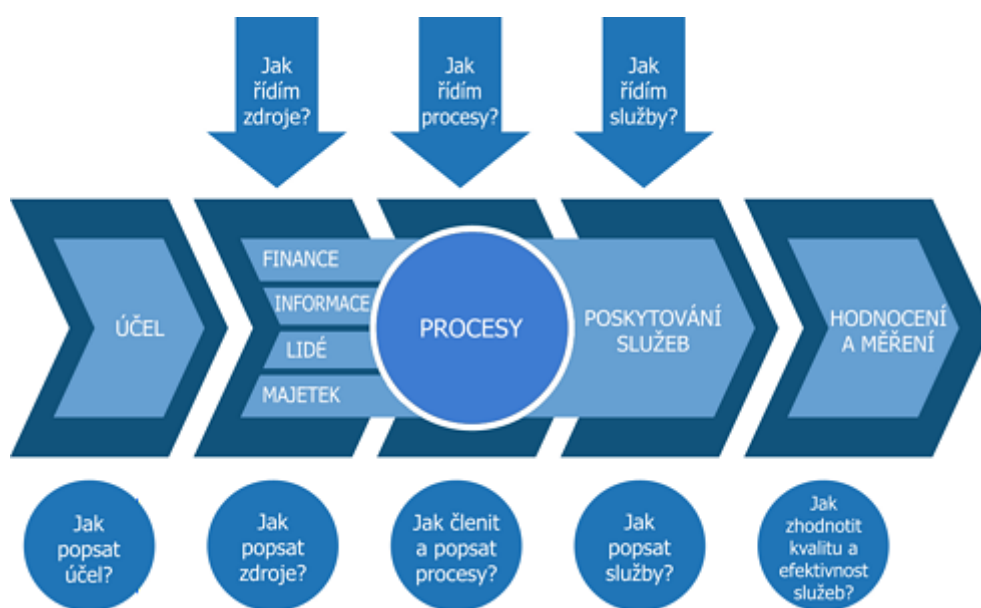 Jak
řídím
zdroje?
Jak
řídím
procesy?
Jak
řídím
služby?
ÚČEL
FINANCE
INFORMACE
LIDÉ
MAJETEK
PROCESY
POSKYTOVÁNÍ
SLUŽEB
HODNOCENÍ
A MĚŘENÍ
Jak
popsat
účel?
Jak
popsat
zdroje?
Jak členit
a popsat
procesy?
Jak
popsat
služby?
Jak
zhodnotit
kvalitu a
efektivnost
služeb?